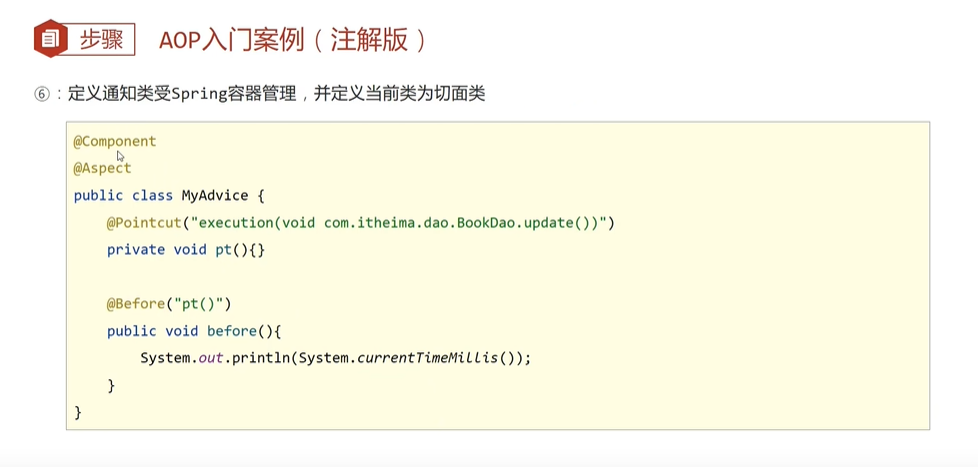 步骤 AOP入门案例（注解版）
⑥：定义通知类受Spring容器管理，并定义当前类为切面类
@Component
@Aspect
public class MyAdvice {
    @Pointcut("execution(void com.itheima.dao.BookDao.update())")
    private void pt(){}
    @Before("pt()")
    public void before(){
        System.out.println(System.currentTimeMillis());
    }
}